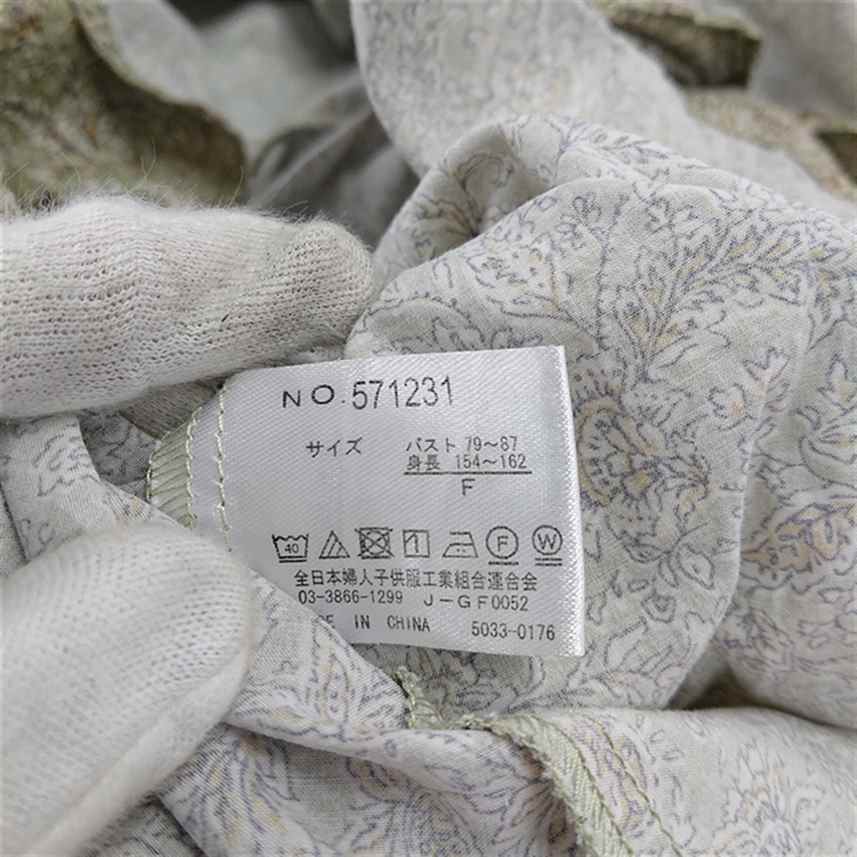 NO. 571231
サイズ バスト 79～87
身長 154～162
F
40 F W
全日本婦人子供服工業組合連合会
03-3866-1299 J-GF0052
IN CHINA 5033-0176